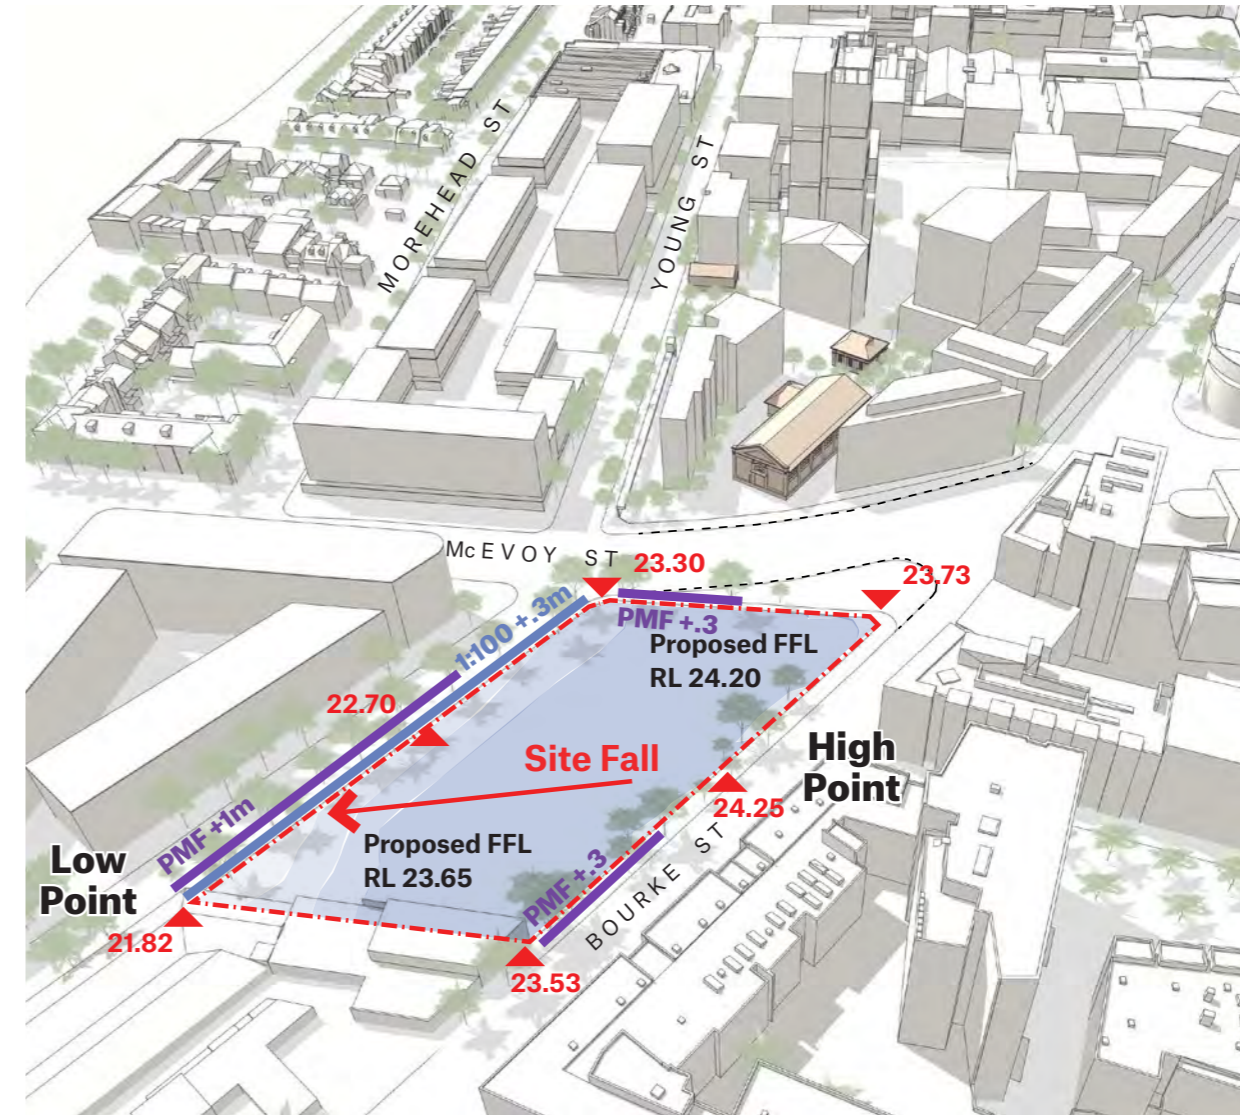 MOREHEAD ST
YOUNG ST
McEVOY ST
23.30
23.73
PMF +.3
1:100 +.3m
Proposed FFL
RL 24.20
22.70
Site Fall
High
Point
24.25
PMF +1m
Proposed FFL
RL 23.65
Low
Point
PMF +.3
BOURKE ST
21.82
23.53